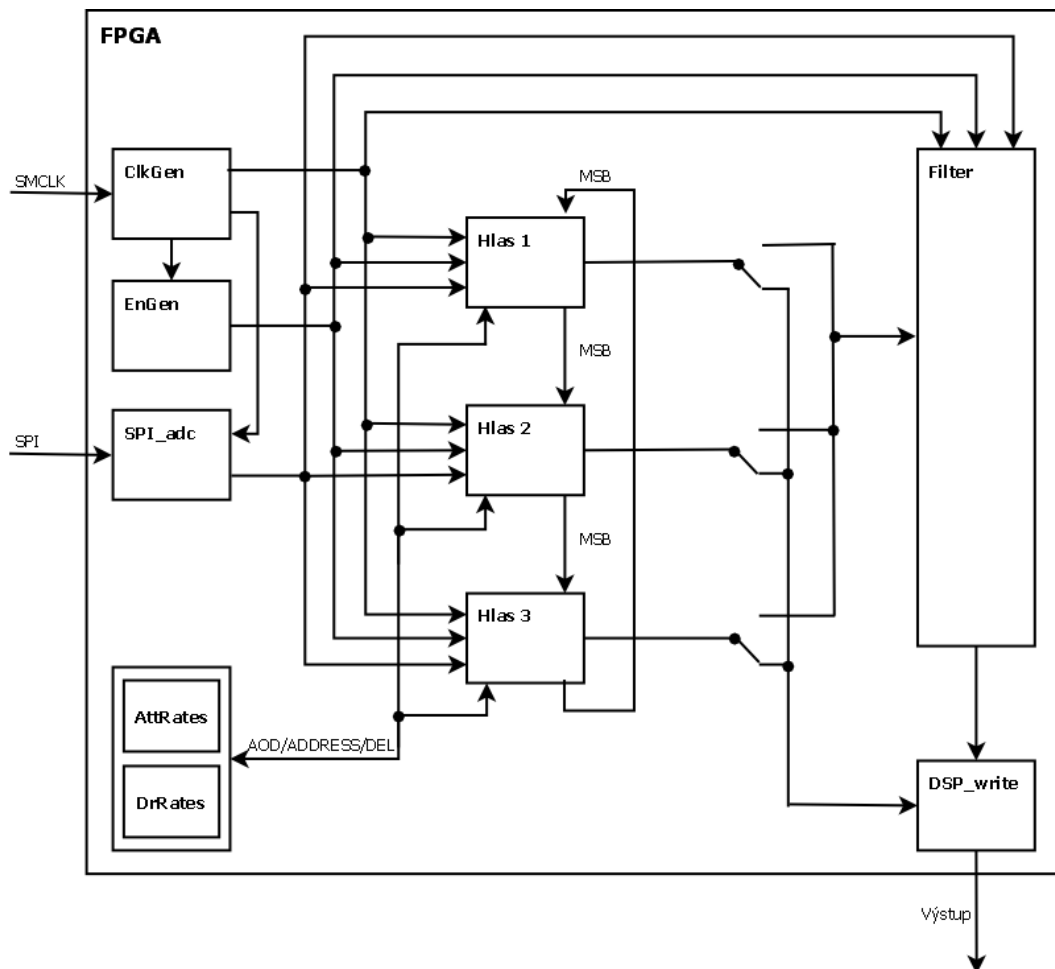 FPGA
ClkGen
Filter
SMCLK
MSB
Hlas 1
EnGen
MSB
SPI
SPI_adc
Hlas 2
MSB
Hlas 3
AttRates
AOD/ADDRESS/DEL
DrRates
DSP_write
Výstup